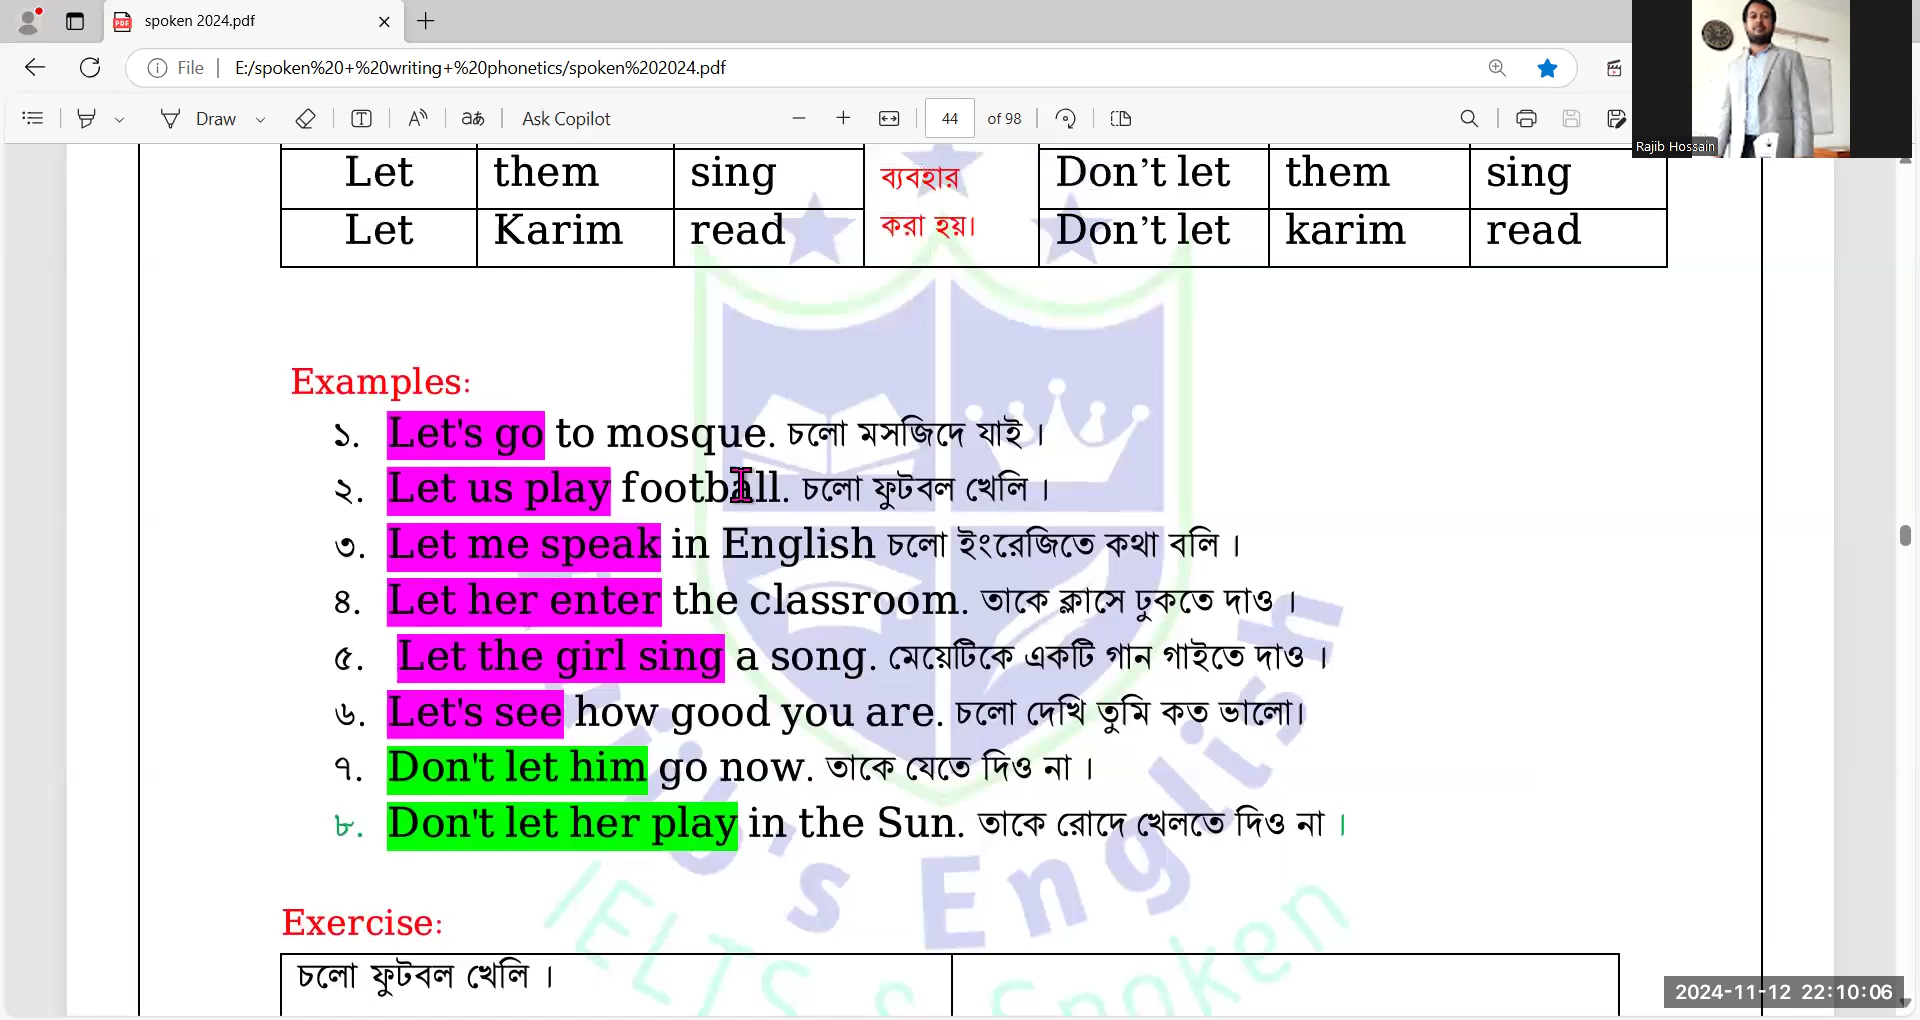 spoken 2024.pdf
File E:/spoken%20+%20writing+%20phonetics/spoken%202024.pdf
Draw Ask Copilot 44 of 98
Rajib Hossain
Let them sing ব্যবহার Don't let them sing
Let Karim read করা হয়। Don't let karim read
Examples:
১. Let's go to mosque. চলো মসজিদে যাই।
২. Let us play football. চলো ফুটবল খেলি।
৩. Let me speak in English চলো ইংরেজিতে কথা বলি।
৪. Let her enter the classroom. তাকে ক্লাসে ঢুকতে দাও।
৫. Let the girl sing a song. মেয়েটিকে একটি গান গাইতে দাও।
৬. Let's see how good you are. চলো দেখি তুমি কত ভালো।
৭. Don't let him go now. তাকে যেতে দিও না।
৮. Don't let her play in the Sun. তাকে রোদে খেলতে দিও না।
's English
IELTS & Spoken
Exercise:
চলো ফুটবল খেলি।
2024-11-12 22:10:06